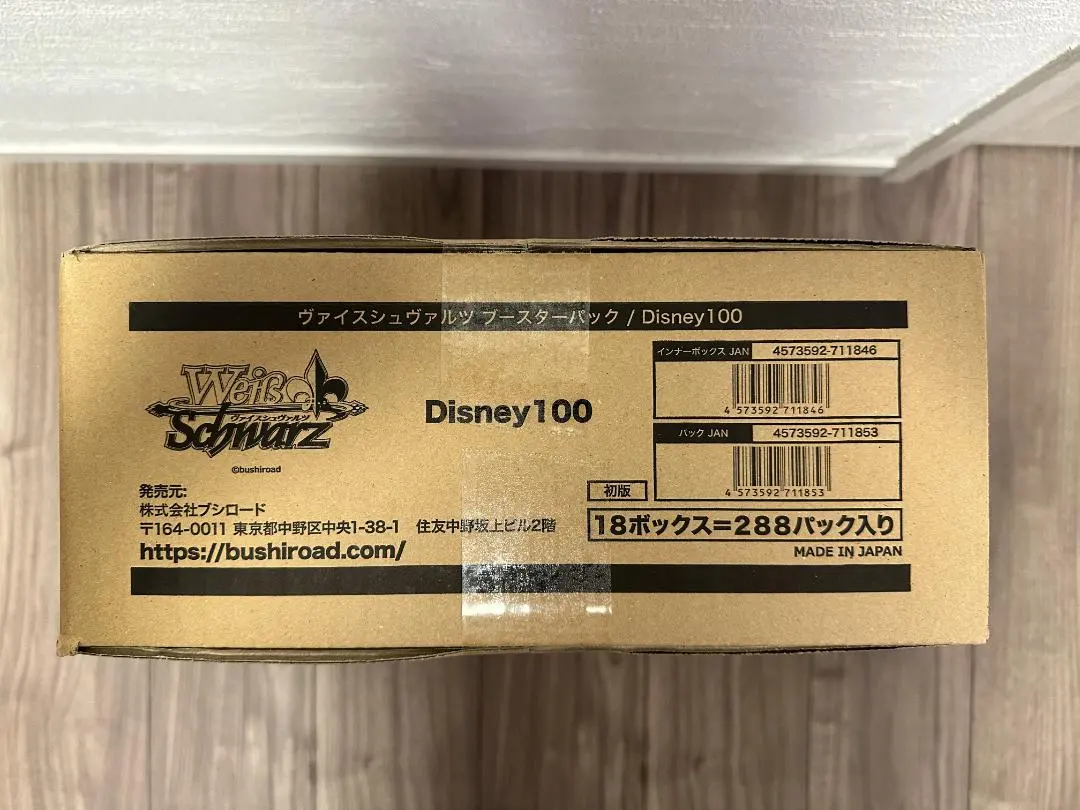 ヴァイスシュヴァルツ ブースターパック / Disney100
Weiß
ヴァイスシュヴァルツ
Schwarz
©bushiroad
Disney100
インナーボックス JAN 4573592-711846
4 573592 711846
パック JAN 4573592-711853
4 573592 711853
発売元:
株式会社ブシロード
〒164-0011 東京都中野区中央1-38-1 住友中野坂上ビル2階
https://bushiroad.com/
初版
18ボックス=288パック入り
MADE IN JAPAN